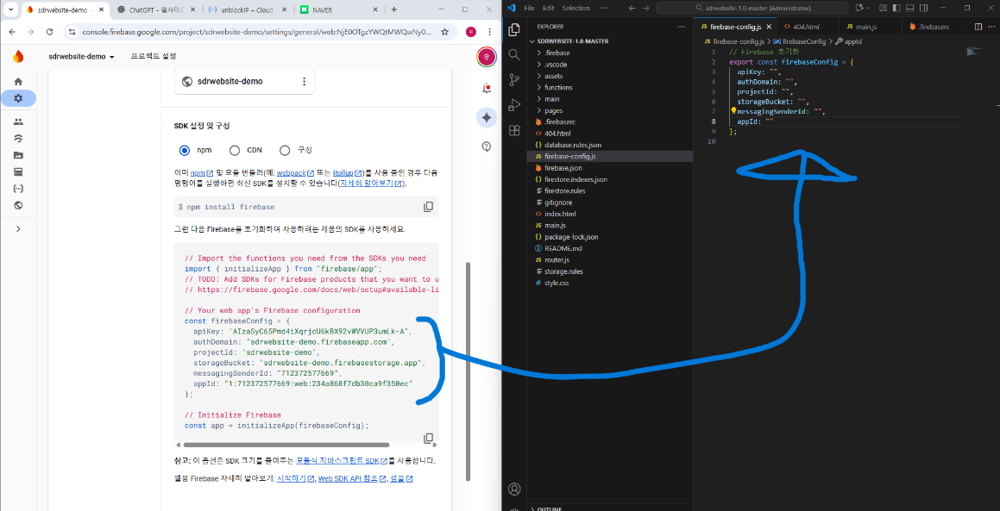 sdrwebsite-demo -
ChatGPT - 웹사이트
unblockIP – Cloud
NAVER
console.firebase.google.com/project/sdrwebsite-demo/settings/general/web:NjE0OTgzYWQtMWQwNy0...
sdrwebsite-demo
프로젝트 설정
sdrwebsite-demo
SDK 설정 및 구성
npm
CDN
구성
이미 npm 및 모듈 번들러(예: webpack 또는 Rollup)를 사용 중인 경우 다음
명령어를 실행하면 최신 SDK를 설치할 수 있습니다(자세히 알아보기).
$ npm install firebase
그런 다음 Firebase를 초기화하여 사용하려는 제품의 SDK를 사용하세요.
// Import the functions you need from the SDKs you need
import { initializeApp } from "firebase/app";
// TODO: Add SDKs for Firebase products that you want to u
// https://firebase.google.com/docs/web/setup#available-li
// Your web app's Firebase configuration
const firebaseConfig = {
apiKey: "AIzaSyC65Pmd4iXqrjcU6kBX92vWVVUP3umLk-A",
authDomain: "sdrwebsite-demo.firebaseapp.com",
projectId: "sdrwebsite-demo",
storageBucket: "sdrwebsite-demo.firebasestorage.app",
messagingSenderId: "712372577669",
appId: "1:712372577669:web:234a868f7db30ca9f350ec"
};
// Initialize Firebase
const app = initializeApp(firebaseConfig);
참고: 이 옵션은 SDK 크기를 줄여주는 모듈식 자바스크립트 SDK를 사용합니다.
웹용 Firebase 자세히 알아보기: 시작하기, Web SDK API 참조, 샘플
File Edit Selection ···
sdrwebsite-1.0-master [Administrator]
EXPLORER
SDRWEBSITE-1.0-MASTER
.firebase
.vscode
assets
functions
main
pages
.firebaserc
404.html
database.rules.json
firebase-config.js
firebase.json
firestore.indexes.json
firestore.rules
gitignore
index.html
main.js
package-lock.json
README.md
router.js
storage.rules
style.css
OUTLINE
firebase-config.js
404.html
main.js
.firebaserc
firebase-config.js > firebaseConfig > appId
1 // Firebase 초기화
2 export const firebaseConfig = {
3 apiKey: "",
4 authDomain: "",
5 projectId: "",
6 storageBucket: "",
7 messagingSenderId: "",
8 appId: ""
9 };
10